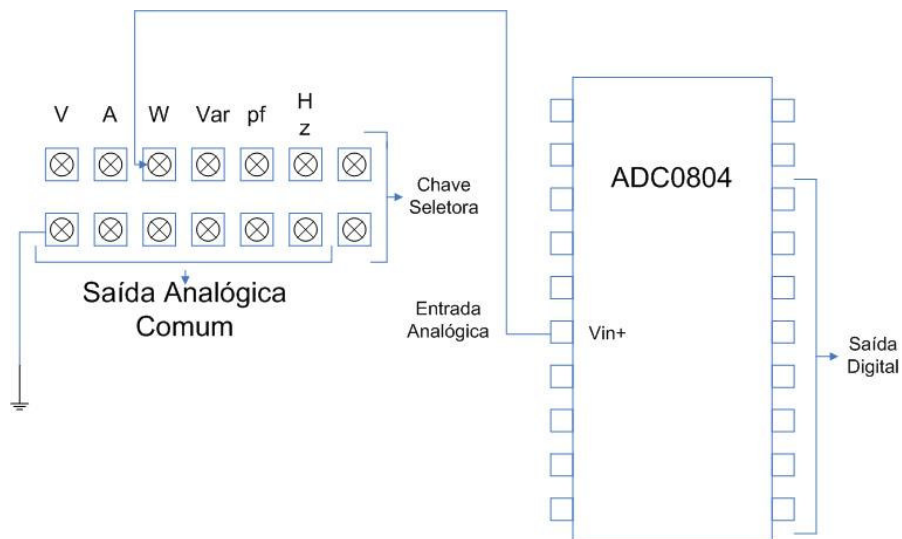 V A W Var pf H
z
Chave
Seletora
Saída Analógica
Comum
ADC0804
Entrada
Analógica
Vin+
Saída
Digital